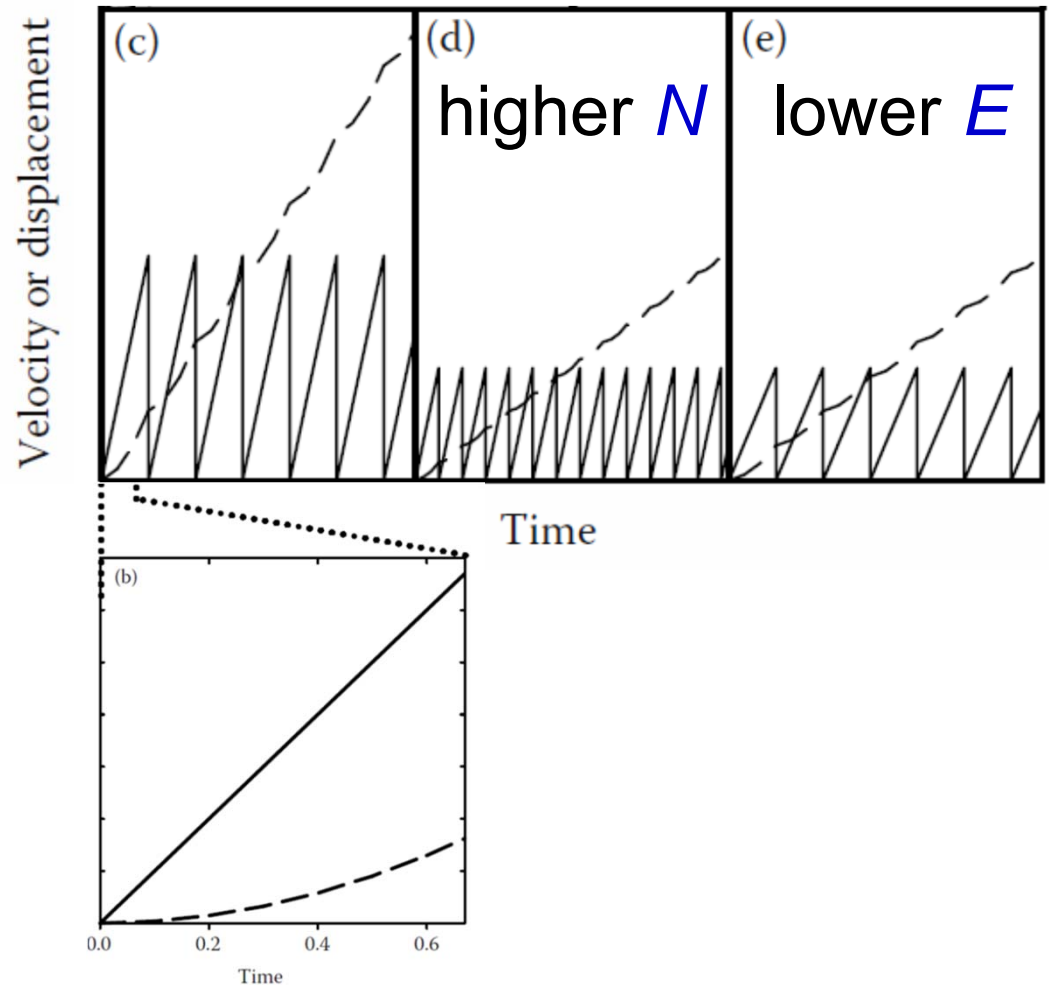 Velocity or displacement
(c)
(d)
(e)
higher N
lower E
Time
(b)
0.0
0.2
0.4
0.6
Time